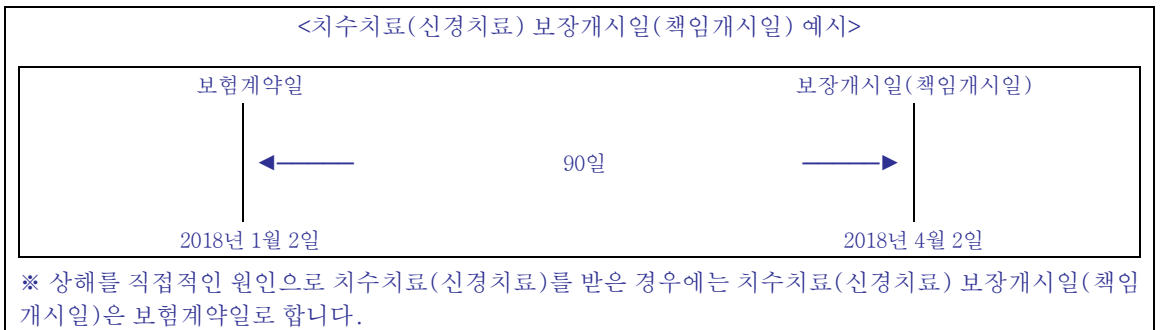 <치수치료(신경치료) 보장개시일(책임개시일) 예시>
보험계약일 보장개시일(책임개시일)
90일
2018년 1월 2일 2018년 4월 2일
※ 상해를 직접적인 원인으로 치수치료(신경치료)를 받은 경우에는 치수치료(신경치료) 보장개시일(책임
개시일)은 보험계약일로 합니다.